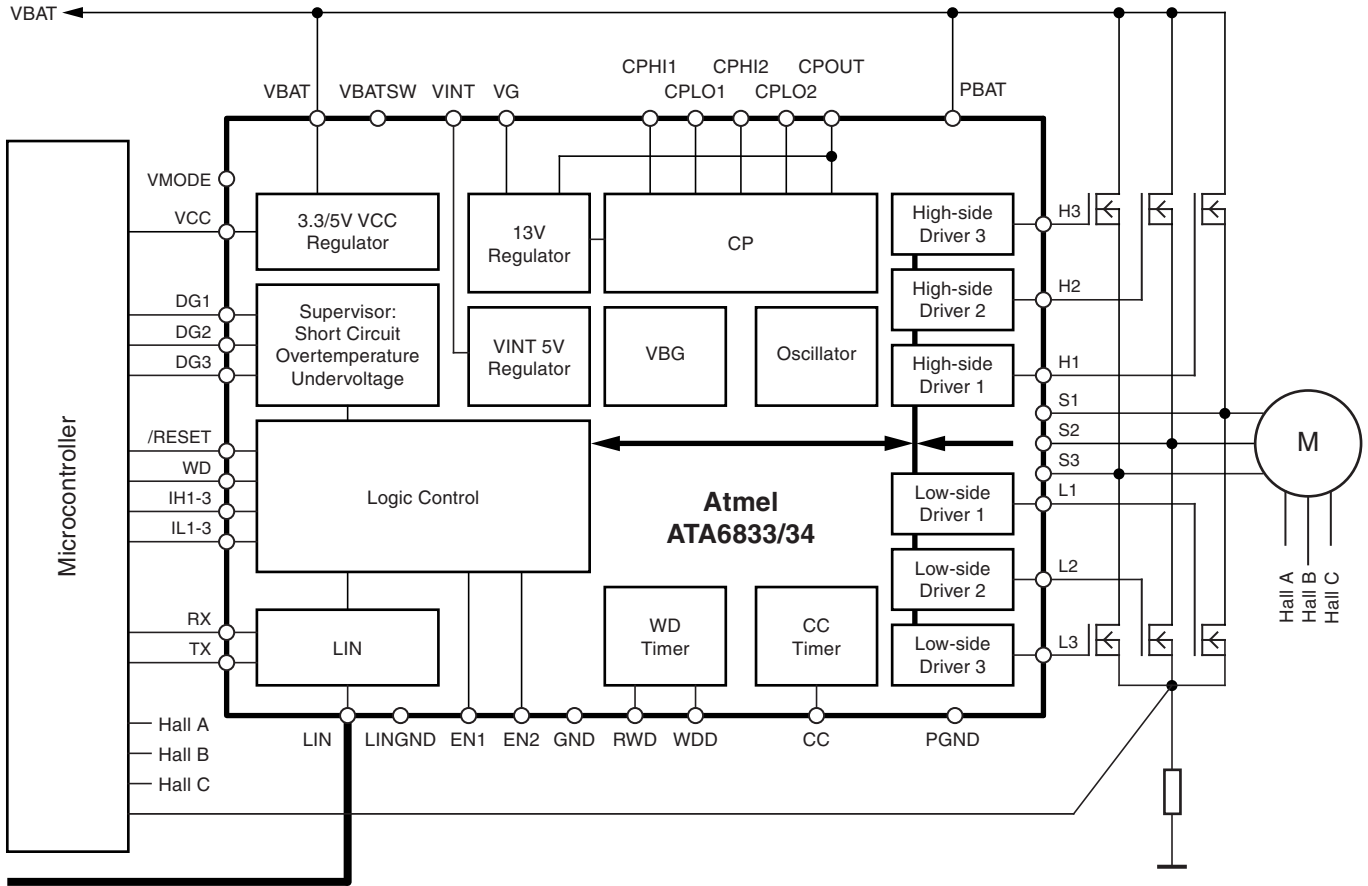 VBAT
CPHI1 CPHI2 CPOUT
VBAT VBATSW VINT VG CPLO1 CPLO2 PBAT
VMODE
VCC
3.3/5V VCC
Regulator
13V
Regulator
CP
High-side
Driver 3
H3
High-side
Driver 2
H2
DG1
DG2
DG3
Supervisor:
Short Circuit
Overtemperature
Undervoltage
VINT 5V
Regulator
VBG
Oscillator
High-side
Driver 1
H1
S1
S2
S3
M
Microcontroller
/RESET
WD
IH1-3
IL1-3
Logic Control
Atmel
ATA6833/34
Low-side
Driver 1
L1
Low-side
Driver 2
L2
Hall A
Hall B
Hall C
RX
TX
LIN
WD
Timer
CC
Timer
Low-side
Driver 3
L3
Hall A
Hall B
Hall C
LIN LINGND EN1 EN2 GND RWD WDD CC PGND